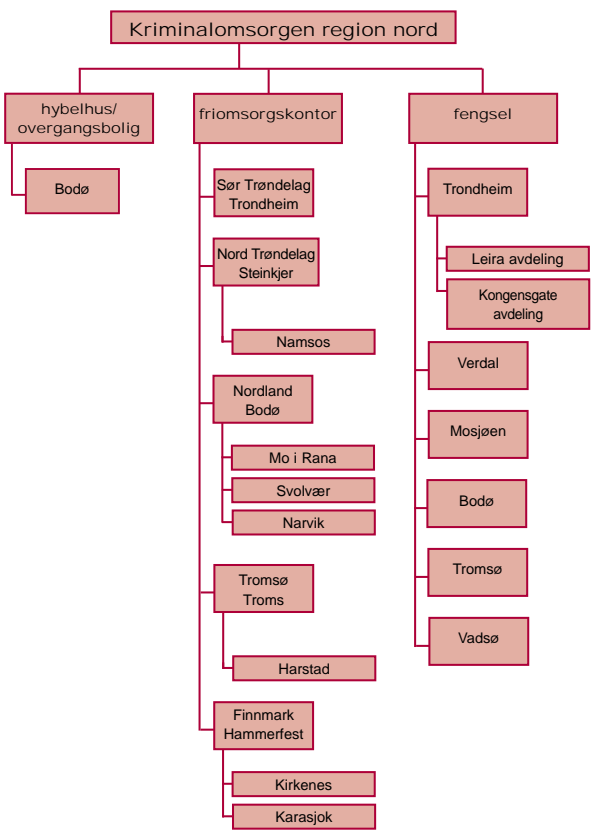 Kriminalomsorgen region nord
hybelhus/
overgangsbolig
Bodø
friomsorgskontor
Sør Trøndelag
Trondheim
Nord Trøndelag
Steinkjer
Namsos
Nordland
Bodø
Mo i Rana
Svolvær
Narvik
Tromsø
Troms
Harstad
Finnmark
Hammerfest
Kirkenes
Karasjok
fengsel
Trondheim
Leira avdeling
Kongensgate
avdeling
Verdal
Mosjøen
Bodø
Tromsø
Vadsø